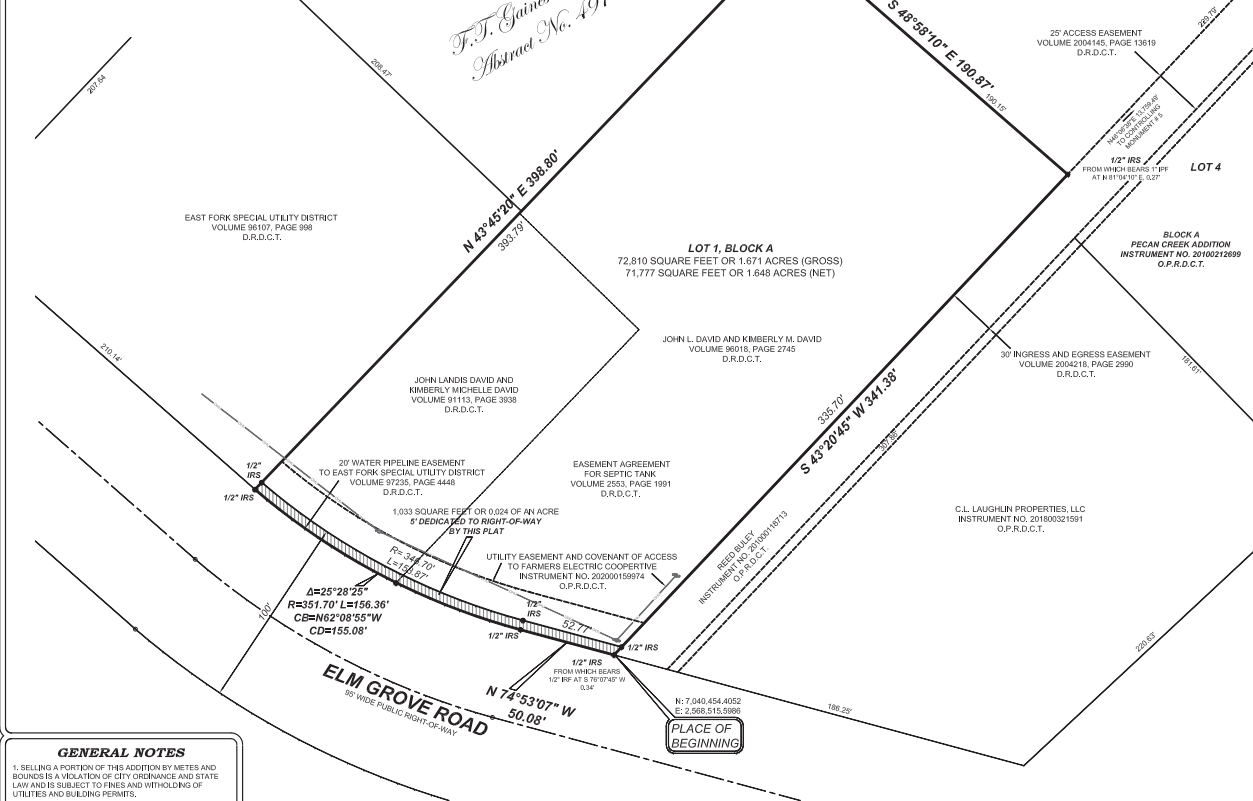 F.T. Gaines
Abstract No. 497
S 48°58'10" E 190.87'
190.15'
229.79'
25' ACCESS EASEMENT
VOLUME 2004145, PAGE 13619
D.R.D.C.T.
207.64
208.47'
TO CONTROLLING
MONUMENT # 5
1/2" IRS
FROM WHICH BEARS 1" IPF
AT N 81°04'10" E, 0.27'
LOT 4
EAST FORK SPECIAL UTILITY DISTRICT
VOLUME 96107, PAGE 998
D.R.D.C.T.
N 43°45'20" E 398.80'
393.79'
LOT 1, BLOCK A
72,810 SQUARE FEET OR 1.671 ACRES (GROSS)
71,777 SQUARE FEET OR 1.648 ACRES (NET)
BLOCK A
PECAN CREEK ADDITION
INSTRUMENT NO. 20100212699
O.P.R.D.C.T.
JOHN L. DAVID AND KIMBERLY M. DAVID
VOLUME 96018, PAGE 2745
D.R.D.C.T.
30' INGRESS AND EGRESS EASEMENT
VOLUME 2004218, PAGE 2990
D.R.D.C.T.
181.61'
210.14'
JOHN LANDIS DAVID AND
KIMBERLY MICHELLE DAVID
VOLUME 91113, PAGE 3938
D.R.D.C.T.
335.70'
S 43°20'45" W 341.38'
1/2"
IRS
1/2" IRS
20' WATER PIPELINE EASEMENT
TO EAST FORK SPECIAL UTILITY DISTRICT
VOLUME 97235, PAGE 4448
D.R.D.C.T.
EASEMENT AGREEMENT
FOR SEPTIC TANK
VOLUME 2553, PAGE 1991
D.R.D.C.T.
1,033 SQUARE FEET OR 0.024 OF AN ACRE
5' DEDICATED TO RIGHT-OF-WAY
BY THIS PLAT
C.L. LAUGHLIN PROPERTIES, LLC
INSTRUMENT NO. 201800321591
O.P.R.D.C.T.
REED BULEY
INSTRUMENT NO. 201000118713
O.P.R.D.C.T.
UTILITY EASEMENT AND COVENANT OF ACCESS
TO FARMERS ELECTRIC COOPERTIVE
INSTRUMENT NO. 202000159974
O.P.R.D.C.T.
Δ=25°28'25"
R=351.70' L=156.36'
CB=N62°08'55"W
CD=155.08'
100'
1/2"
IRS
1/2" IRS
52.77'
1/2" IRS
1/2" IRS
FROM WHICH BEARS
1/2" IRF AT S 76°07'45" W
0.34'
220.63'
ELM GROVE ROAD
95' WIDE PUBLIC RIGHT-OF-WAY
N 74°53'07" W
50.08'
N: 7,040,454.4052
E: 2,568,515.5986
186.25'
PLACE OF
BEGINNING
GENERAL NOTES
1. SELLING A PORTION OF THIS ADDITION BY METES AND
BOUNDS IS A VIOLATION OF CITY ORDINANCE AND STATE
LAW AND IS SUBJECT TO FINES AND WITHOLDING OF
UTILITIES AND BUILDING PERMITS.